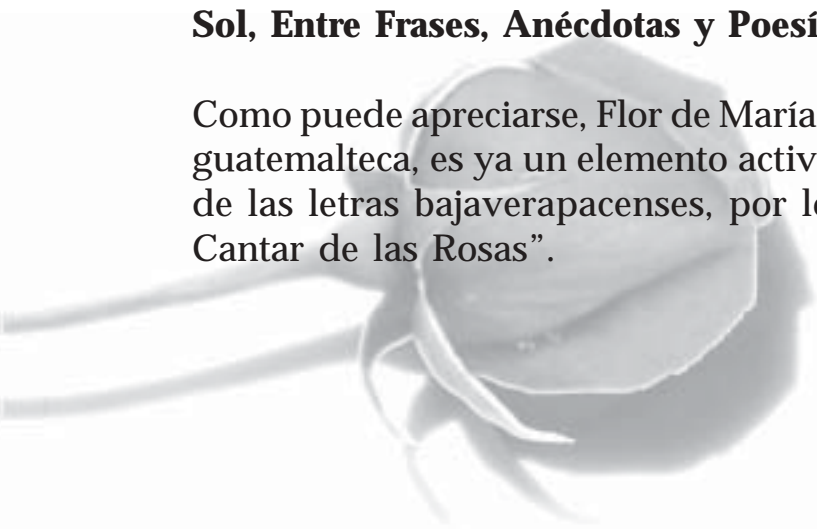 Sol, Entre Frases, Anécdotas y Poesí
Como puede apreciarse, Flor de María
guatemalteca, es ya un elemento activ
de las letras bajaverapacenses, por l
Cantar de las Rosas”.